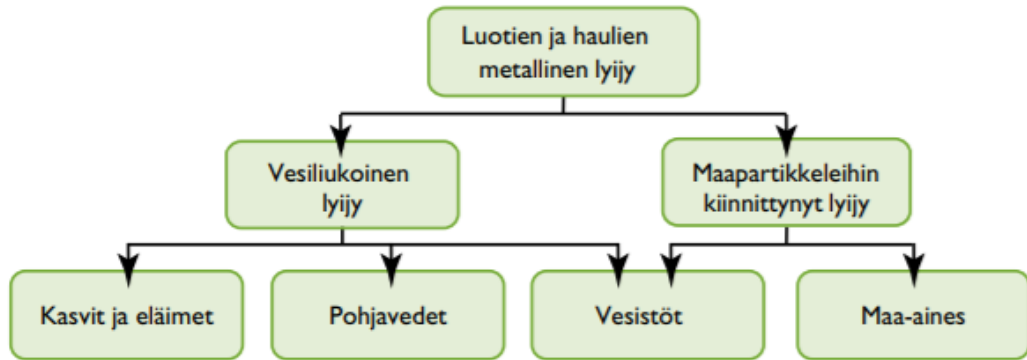 Luotien ja haulien
metallinen lyijy
Vesiliukoinen
lyijy
Maapartikkeleihin
kiinnittynyt lyijy
Kasvit ja eläimet
Pohjavedet
Vesistöt
Maa-aines